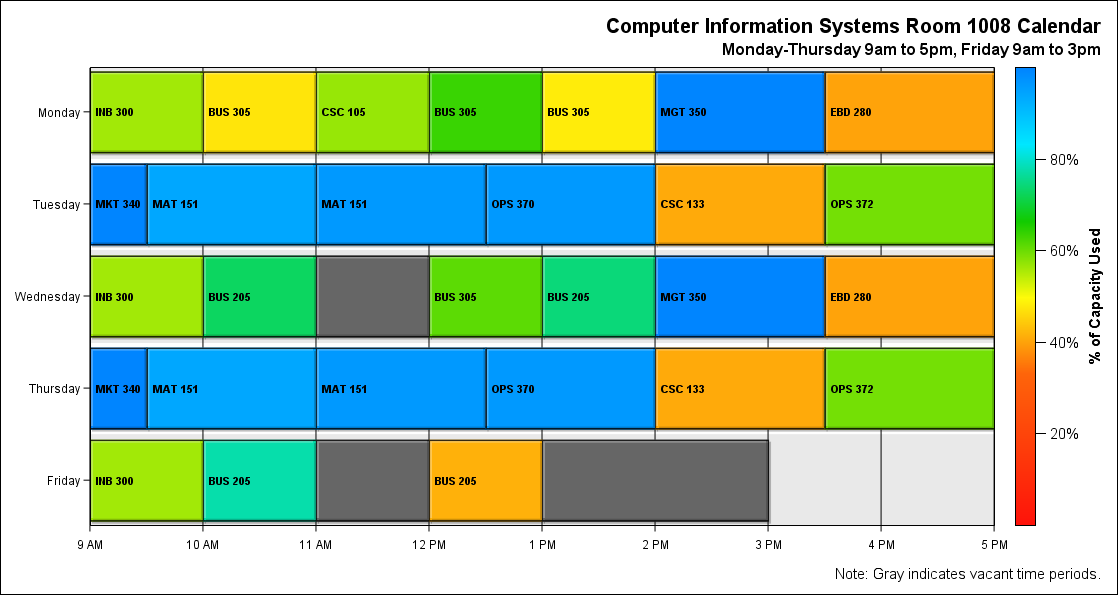 Computer Information Systems Room 1008 Calendar
Monday-Thursday 9am to 5pm, Friday 9am to 3pm
Monday INB 300 BUS 305 CSC 105 BUS 305 BUS 305 MGT 350 EBD 280
80%
Tuesday MKT 340 MAT 151 MAT 151 OPS 370 CSC 133 OPS 372
60%
% of Capacity Used
Wednesday INB 300 BUS 205 BUS 305 BUS 205 MGT 350 EBD 280
40%
Thursday MKT 340 MAT 151 MAT 151 OPS 370 CSC 133 OPS 372
20%
Friday INB 300 BUS 205 BUS 205
9 AM 10 AM 11 AM 12 PM 1 PM 2 PM 3 PM 4 PM 5 PM
Note: Gray indicates vacant time periods.